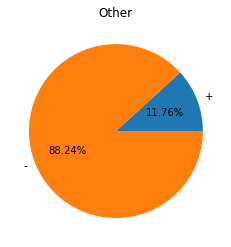 Other
+
11.76%
88.24%
-